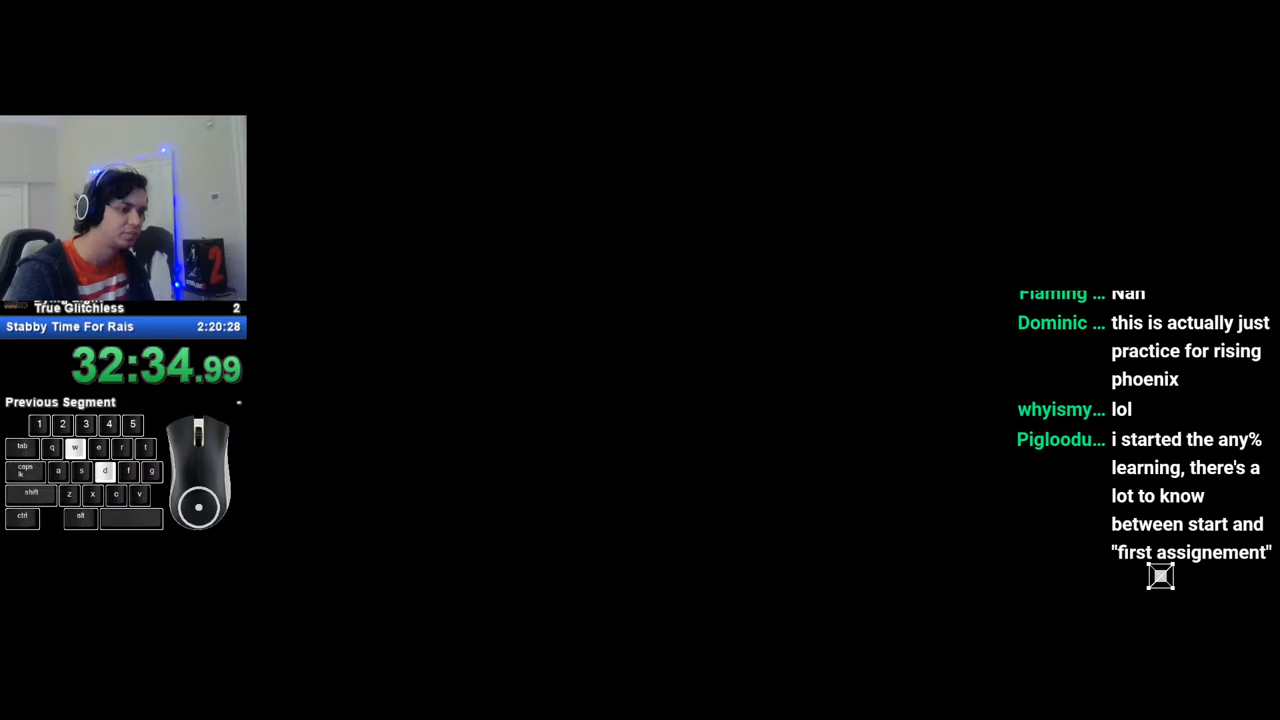 True Glitchless 2
Stabby Time For Rais 2:20:28
32:34.99
Previous Segment -
1 2 3 4 5
tab q w e r t
caps lk a s d f g
shift z x c v
ctrl alt
Flaming ... Nah
Dominic ... this is actually just
practice for rising
phoenix
whyismy... lol
Pigloodu... i started the any%
learning, there's a
lot to know
between start and
"first assignement"